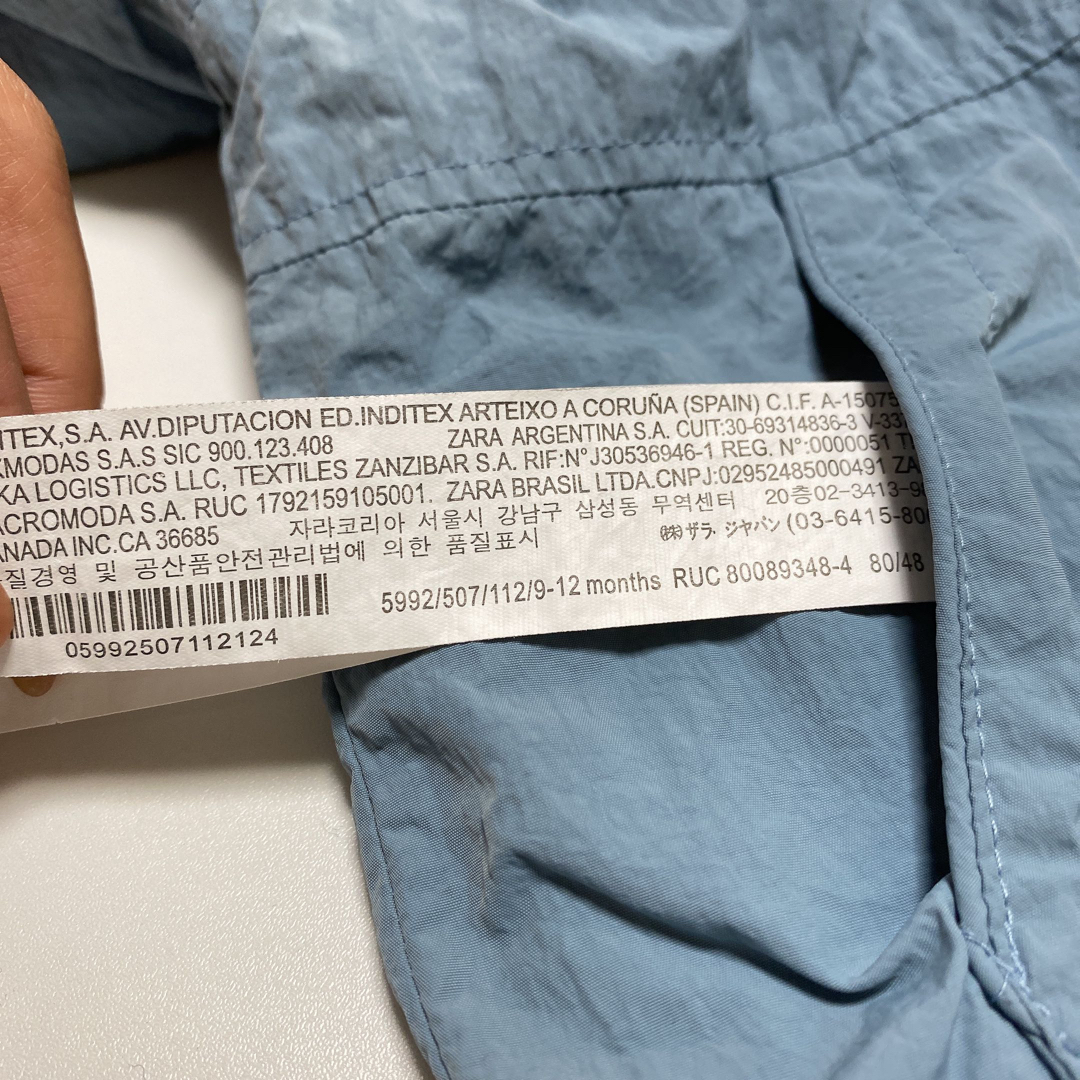 ITEX,S.A. AV.DIPUTACION ED.INDITEX ARTEIXO A CORUÑA (SPAIN) C.I.F. A-15075
KMODAS S.A.S SIC 900.123.408 ZARA ARGENTINA S.A. CUIT:30-69314836-3 V-337
KA LOGISTICS LLC, TEXTILES ZANZIBAR S.A. RIF:N°J30536946-1 REG. N°:0000051
ACROMODA S.A. RUC 1792159105001. ZARA BRASIL LTDA.CNPJ:02952485000491 ZA
ANADA INC.CA 36685 자라코리아 서울시 강남구 삼성동 무역센터 20층02-3413-98
질경영 및 공산품안전관리법에 의한 품질표시 ㈱ザラ ジャパン (03-6415-80
5992/507/112/9-12 months RUC 80089348-4 80/48
05992507112124